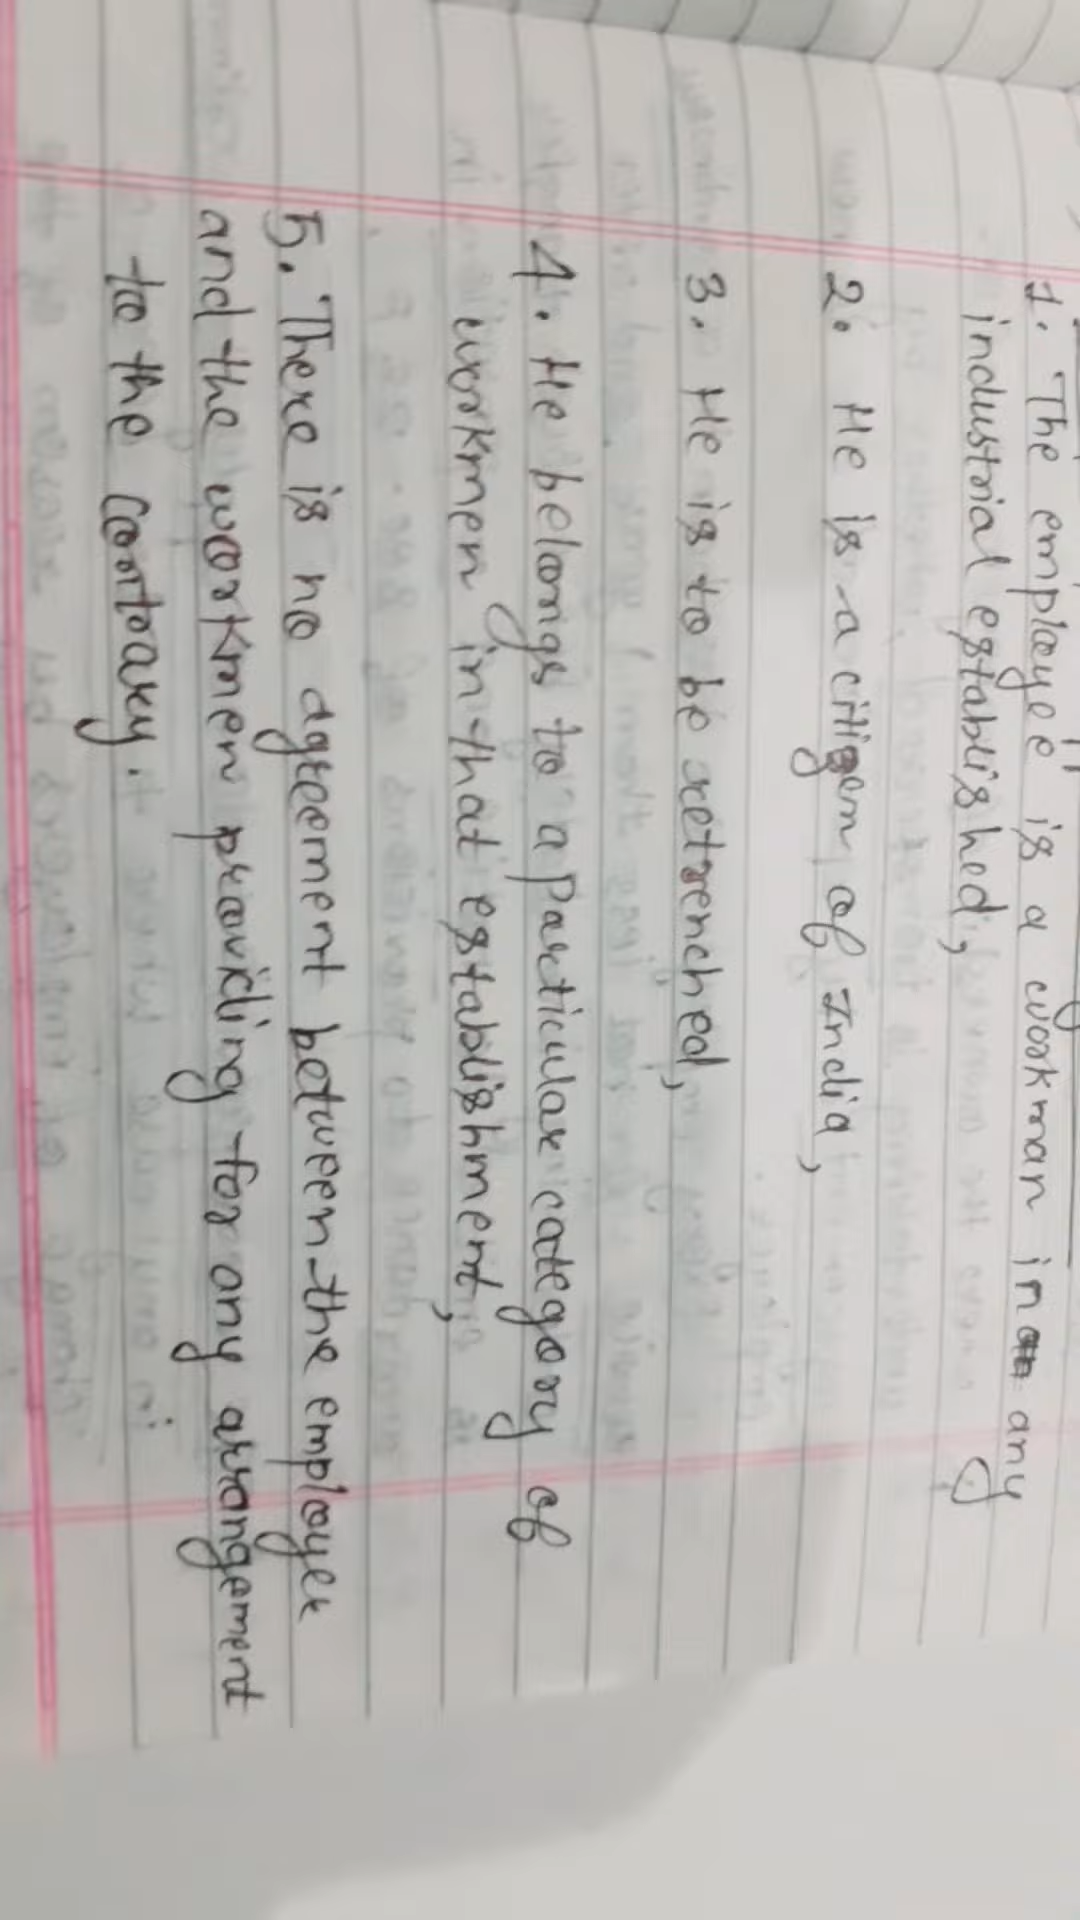 1. The employee is a workman in any
industrial established,
2. He is a citizen of India,
3. He is to be retrenched,
4. He belongs to a particular category of
workmen in that establishment,
5. There is no agreement between the employer
and the workmen providing for any arrangement
to the contrary.